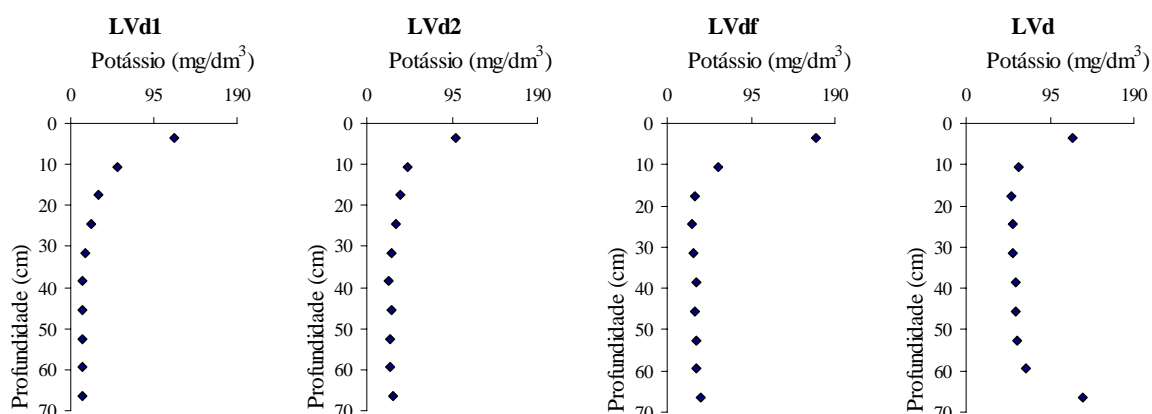 LVd1 LVd2 LVdf LVd
Potássio (mg/dm³) Potássio (mg/dm³) Potássio (mg/dm³) Potássio (mg/dm³)
0 95 190 0 95 190 0 95 190 0 95 190
0 0 0 0
10 10 10 10
20 20 20 20
30 30 30 30
40 40 40 40
50 50 50 50
60 60 60 60
70 70 70 70
Profundidade (cm) Profundidade (cm) Profundidade (cm) Profundidade (cm)